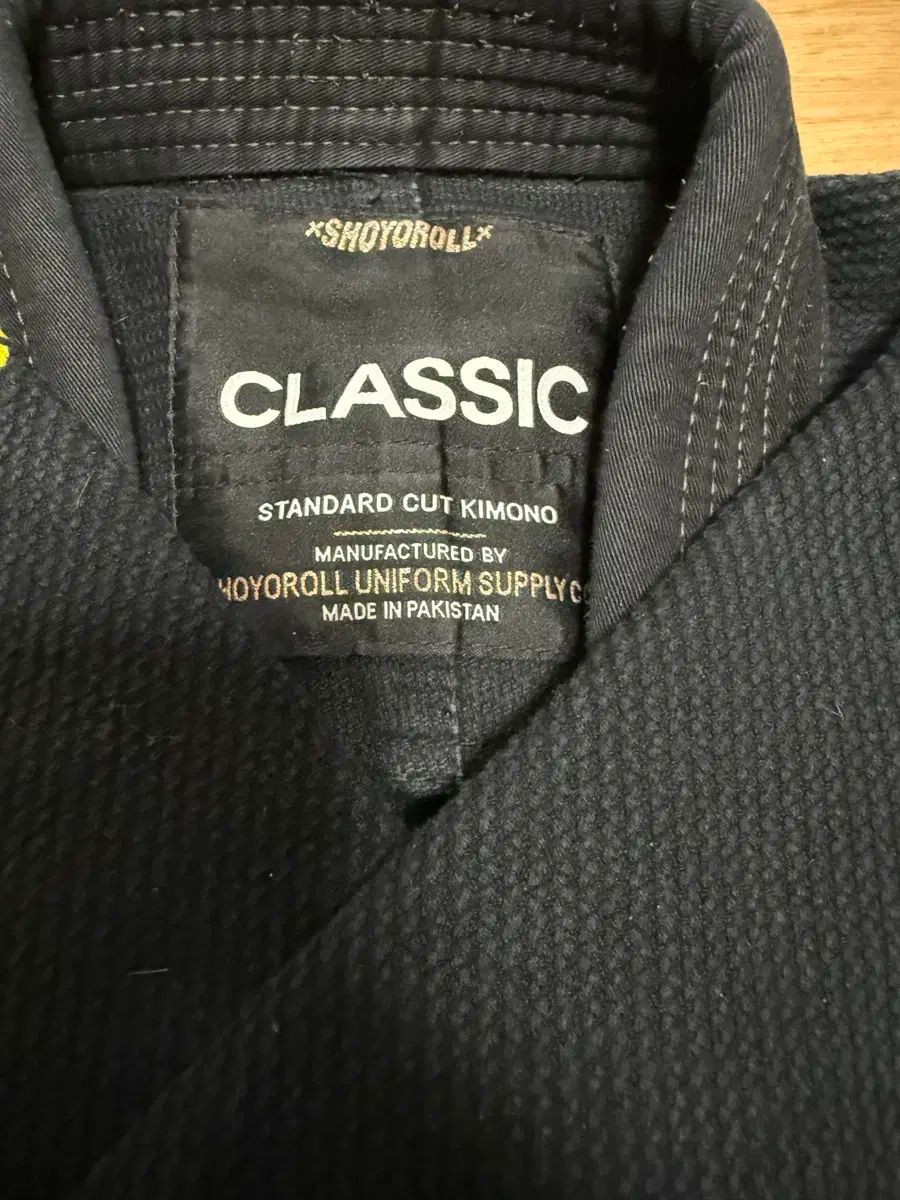 ×SHOYOROLL×
CLASSIC
STANDARD CUT KIMONO
MANUFACTURED BY
HOYOROLL UNIFORM SUPPLY C
MADE IN PAKISTAN